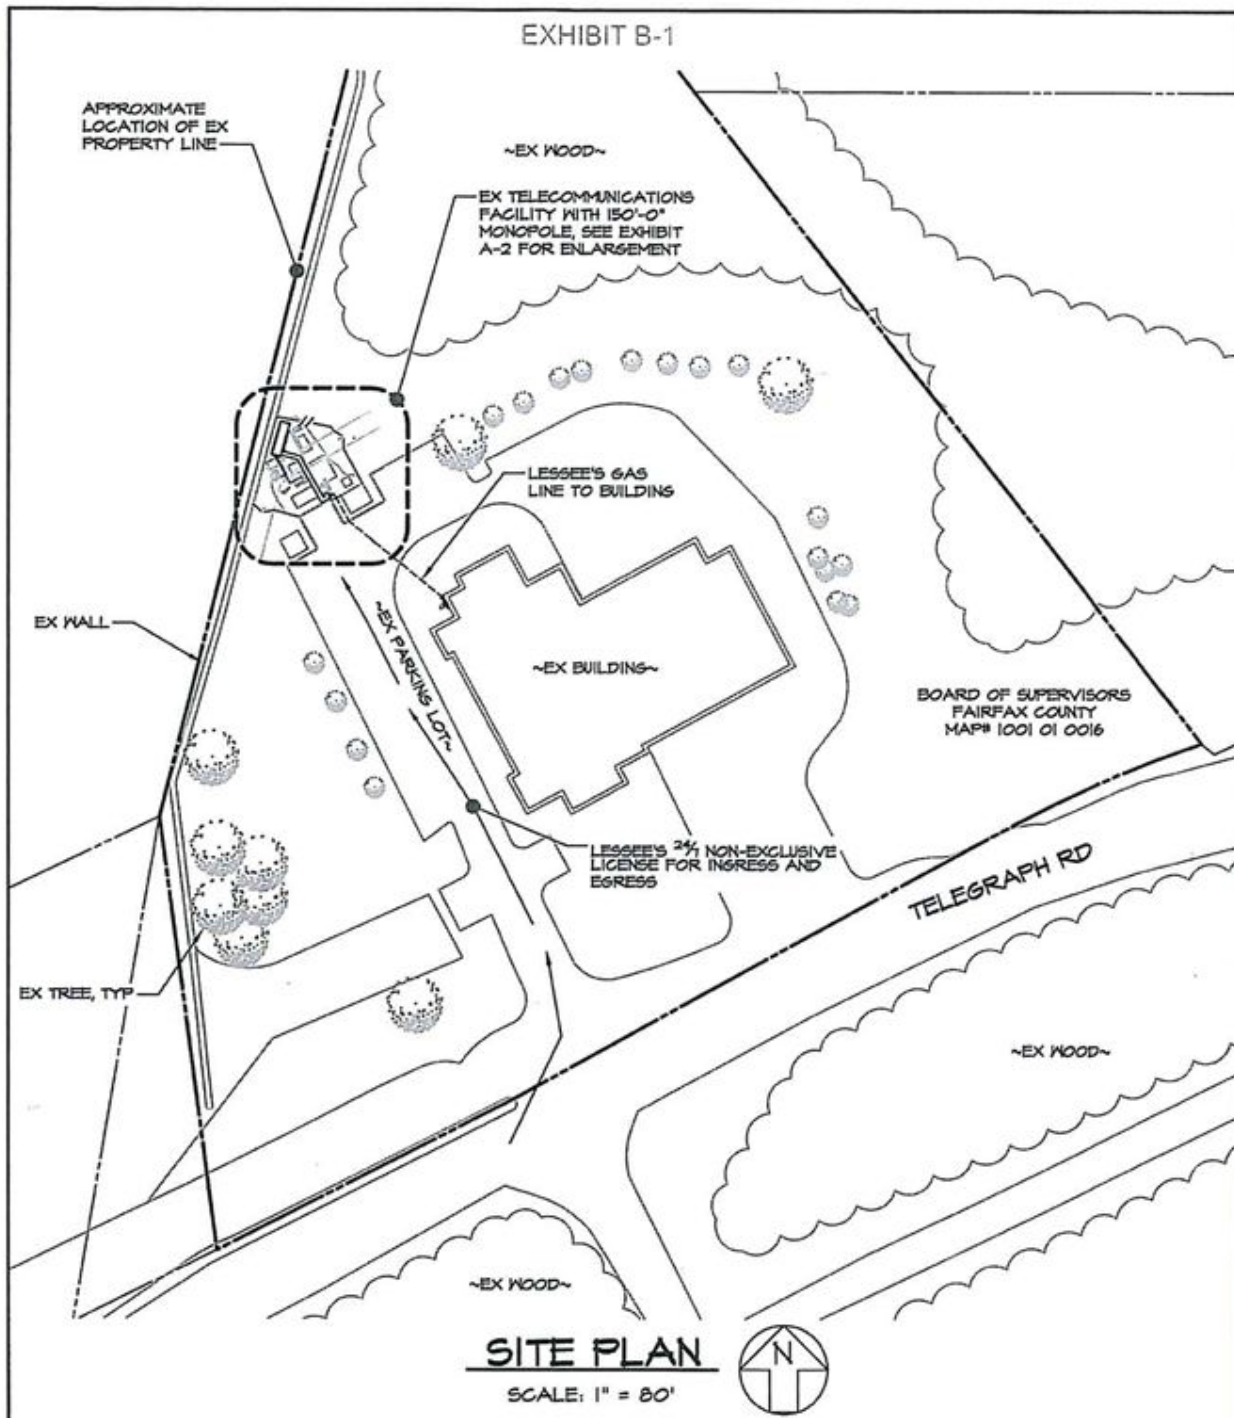 EXHIBIT B-1
APPROXIMATE
LOCATION OF EX
PROPERTY LINE
~EX WOOD~
EX TELECOMMUNICATIONS
FACILITY WITH 150'-0"
MONOPOLE, SEE EXHIBIT
A-2 FOR ENLARGEMENT
LESSEE'S GAS
LINE TO BUILDING
EX WALL
~EX PARKING LOT~
~EX BUILDING~
BOARD OF SUPERVISORS
FAIRFAX COUNTY
MAP# 1001 01 0016
LESSEE'S 24/7 NON-EXCLUSIVE
LICENSE FOR INGRESS AND
EGRESS
TELEGRAPH RD
EX TREE, TYP
~EX WOOD~
~EX WOOD~
SITE PLAN
N
SCALE: 1" = 80'